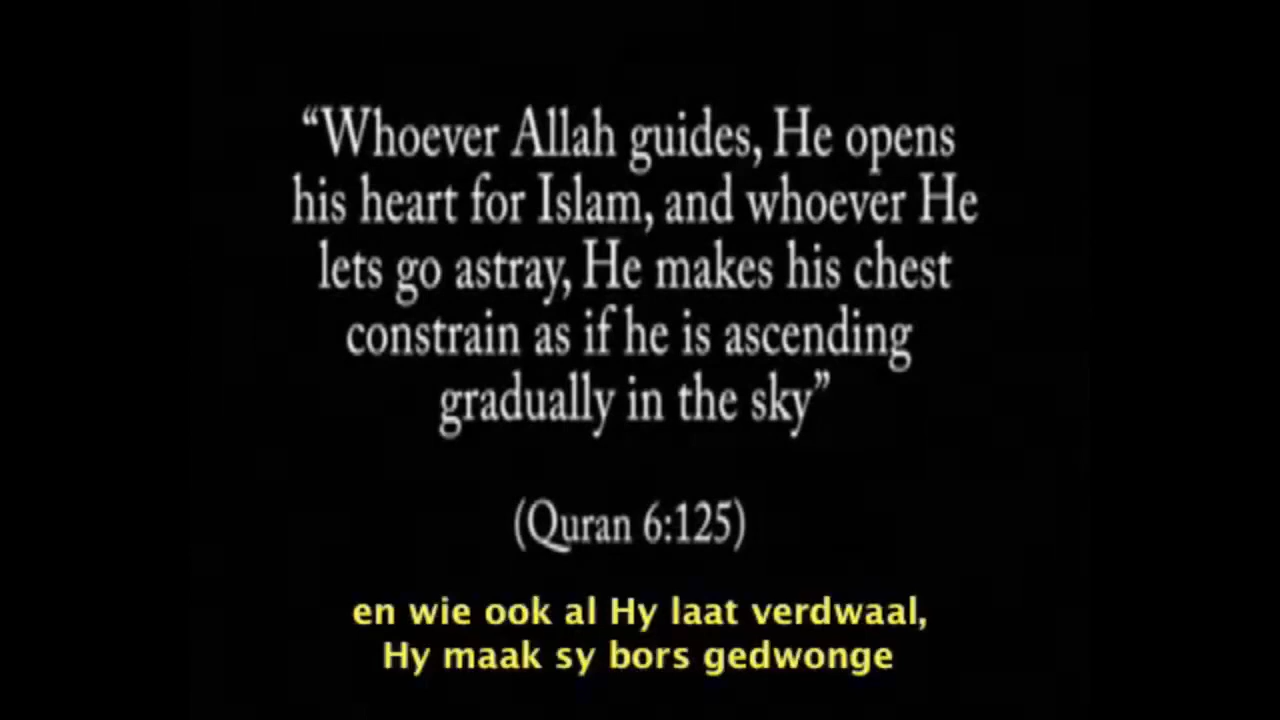 “Whoever Allah guides, He opens
his heart for Islam, and whoever He
lets go astray, He makes his chest
constrain as if he is ascending
gradually in the sky”
(Quran 6:125)
en wie ook al Hy laat verdwaal,
Hy maak sy bors gedwonge